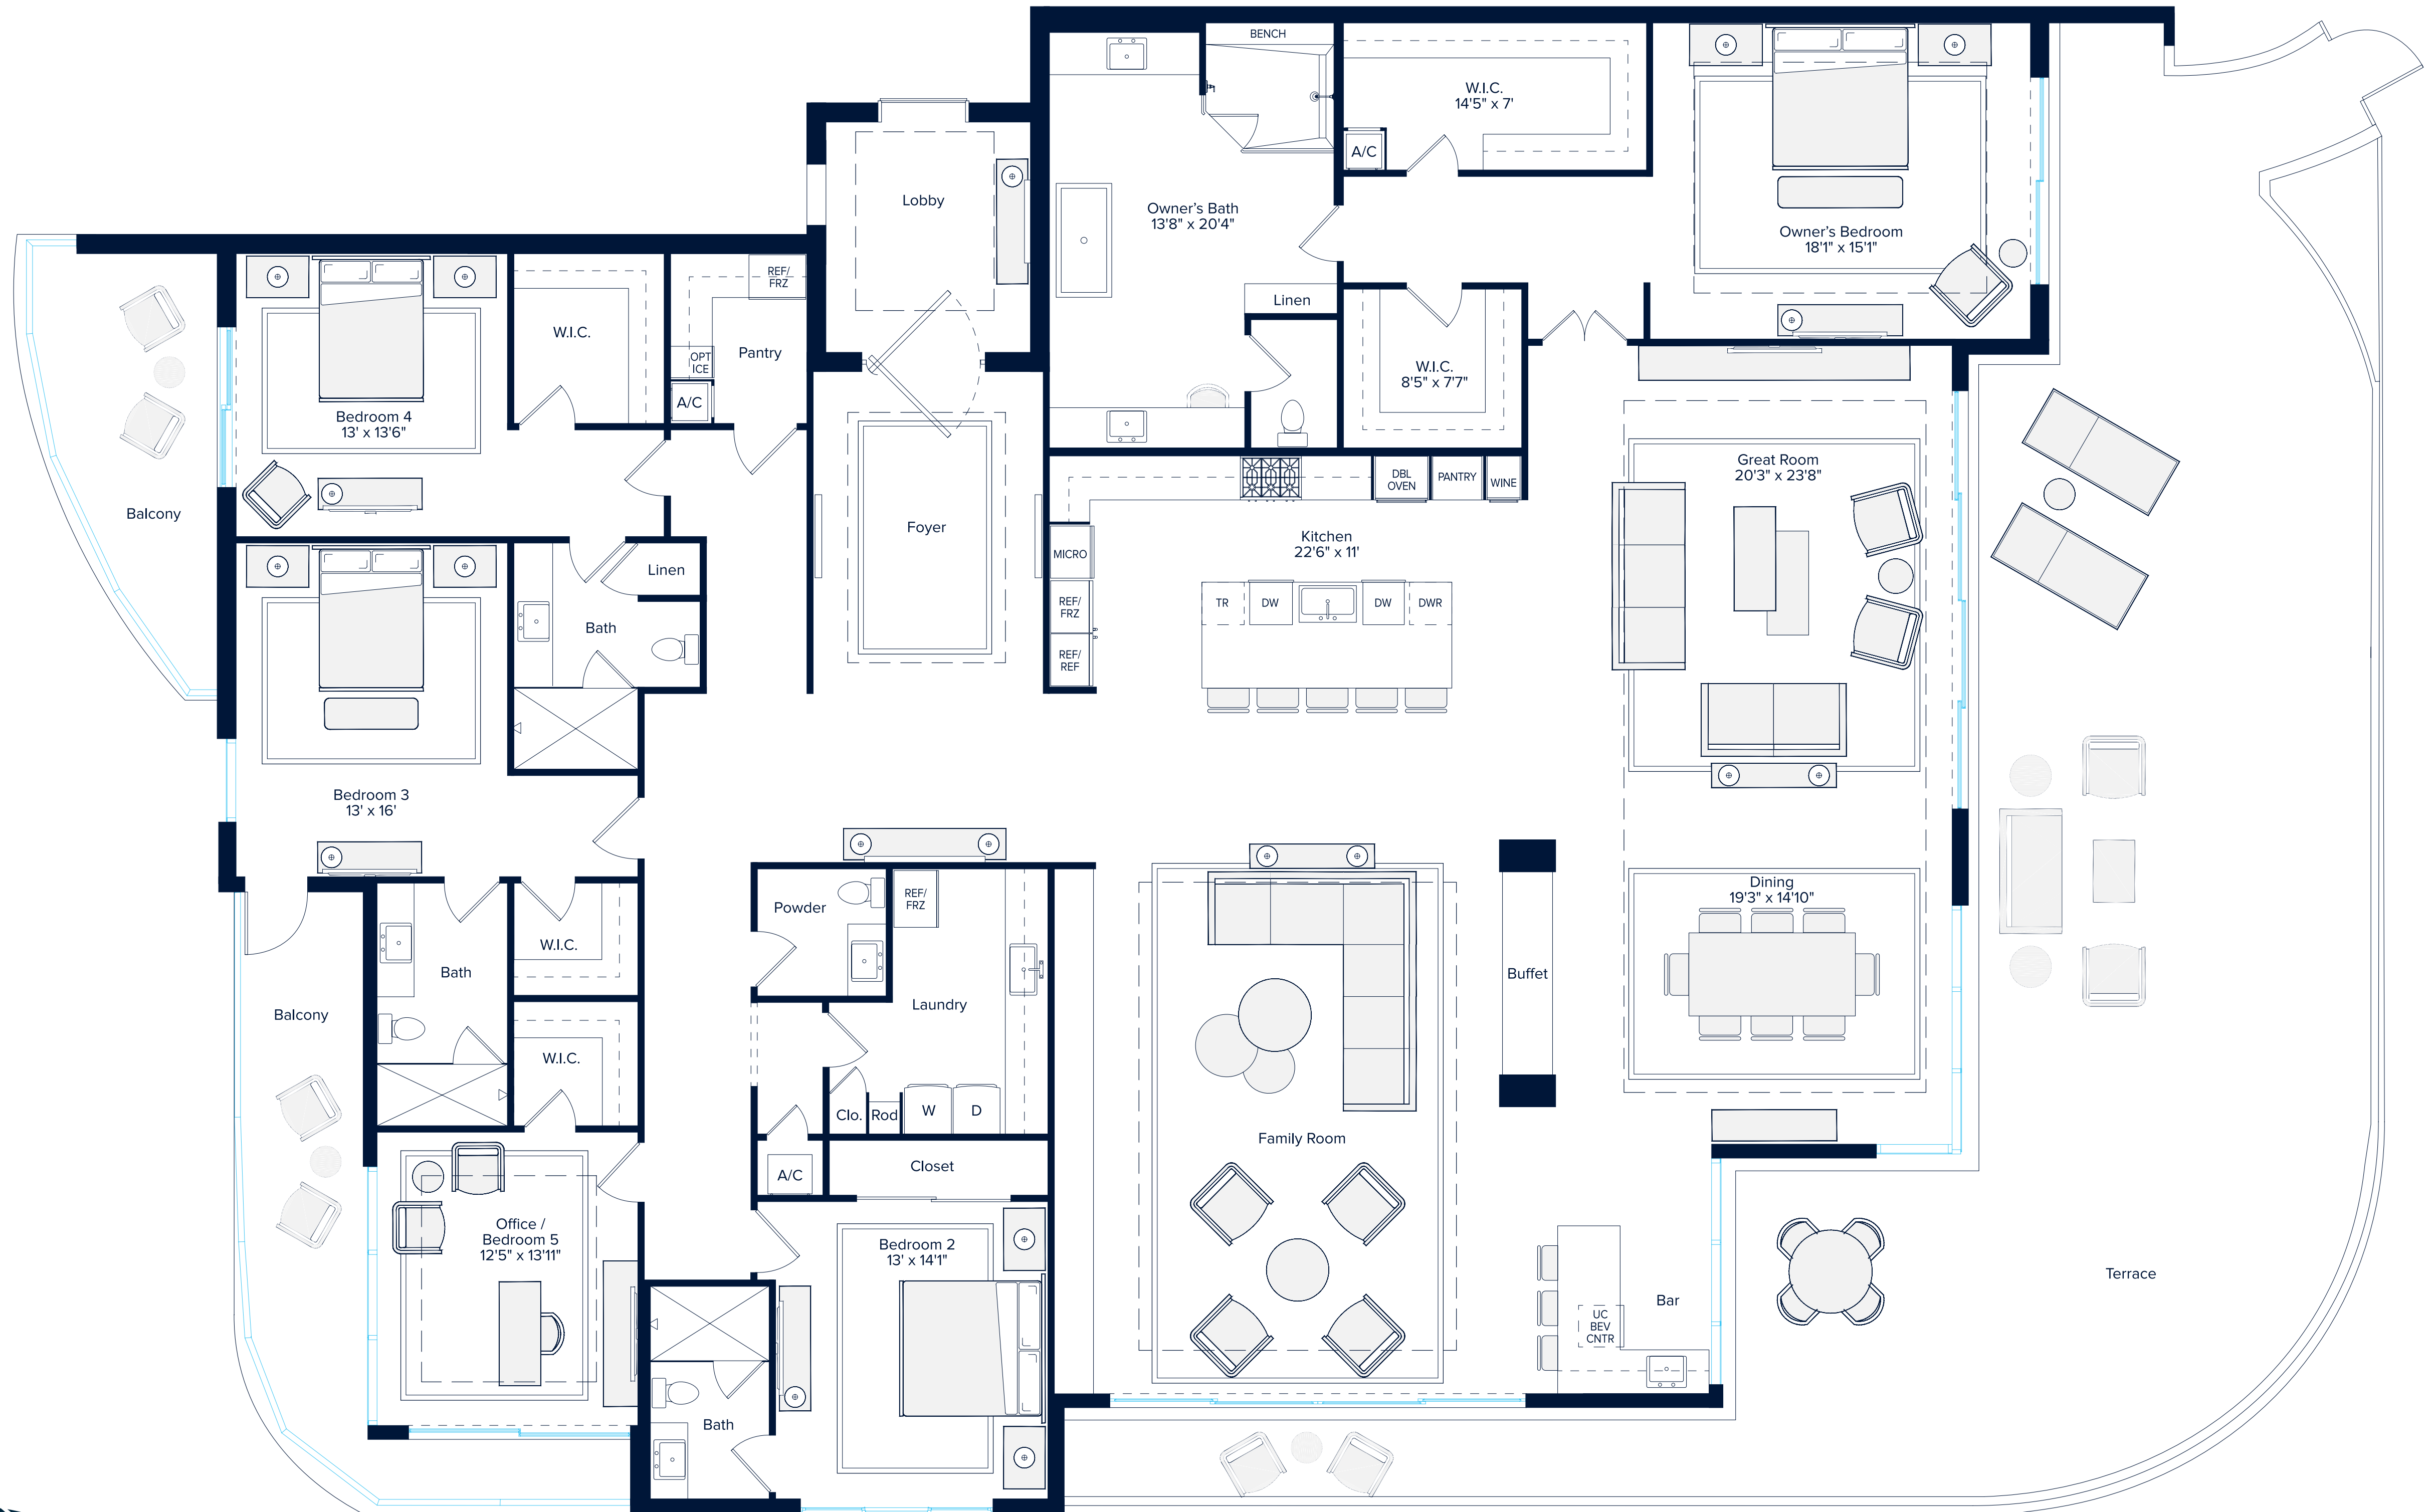 BENCH
W.I.C.
14'5" x 7'
A/C
Lobby
Owner's Bath
13'8" x 20'4"
Owner's Bedroom
18'1" x 15'1"
REF/
FRZ
Linen
W.I.C.
Pantry
OPT
ICE
A/C
W.I.C.
8'5" x 7'7"
Bedroom 4
13' x 13'6"
Great Room
20'3" x 23'8"
DBL
OVEN
PANTRY
WINE
Balcony
Foyer
Kitchen
22'6" x 11'
MICRO
Linen
REF/
FRZ
TR
DW
DW
DWR
Bath
REF/
REF
Bedroom 3
13' x 16'
Dining
19'3" x 14'10"
Powder
REF/
FRZ
W.I.C.
Bath
Buffet
Laundry
Balcony
W.I.C.
Clo.
Rod
W
D
Family Room
Closet
A/C
Office /
Bedroom 5
12'5" x 13'11"
Bedroom 2
13' x 14'1"
Terrace
Bar
UC
BEV
CNTR
Bath